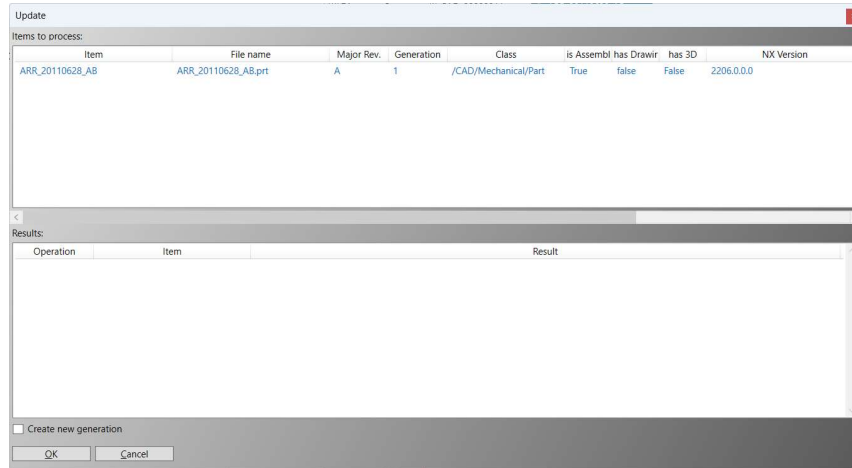 Update
Items to process:
Item File name Major Rev. Generation Class is Assembl has Drawir has 3D NX Version
ARR_20110628_AB ARR_20110628_AB.prt A 1 /CAD/Mechanical/Part True false False 2206.0.0.0
Results:
Operation Item Result
Create new generation
OK Cancel